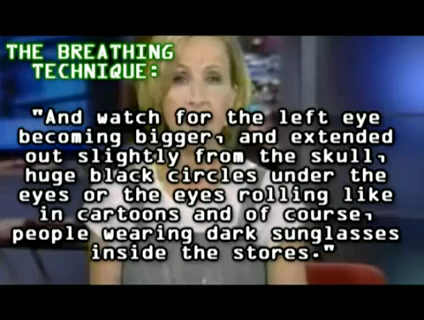 THE BREATHING
TECHNIQUE:
"And watch for the left eye
becoming bigger, and extended
out slightly from the skull,
huge black circles under the
eyes or the eyes rolling like
in cartoons and of course,
people wearing dark sunglasses
inside the stores."